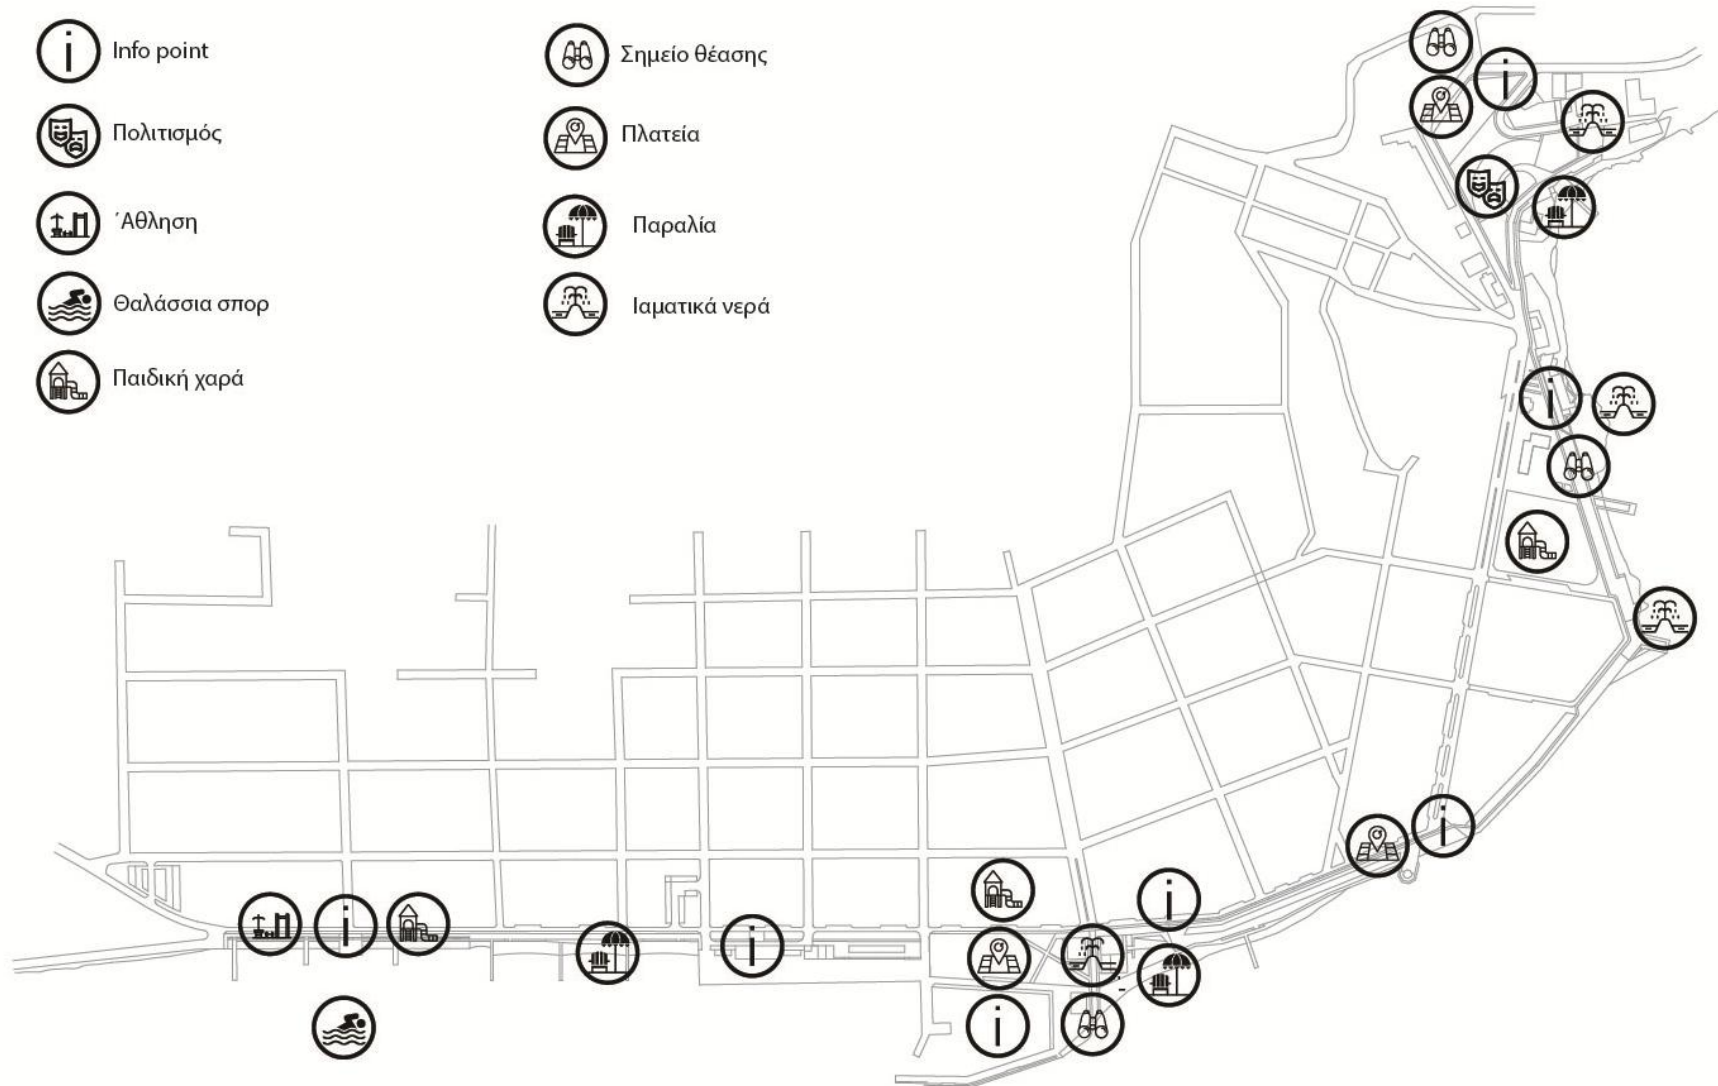 Info point
Πολιτισμός
΄Αθληση
Θαλάσσια σπορ
Παιδική χαρά
Σημείο θέασης
Πλατεία
Παραλία
Ιαματικά νερά